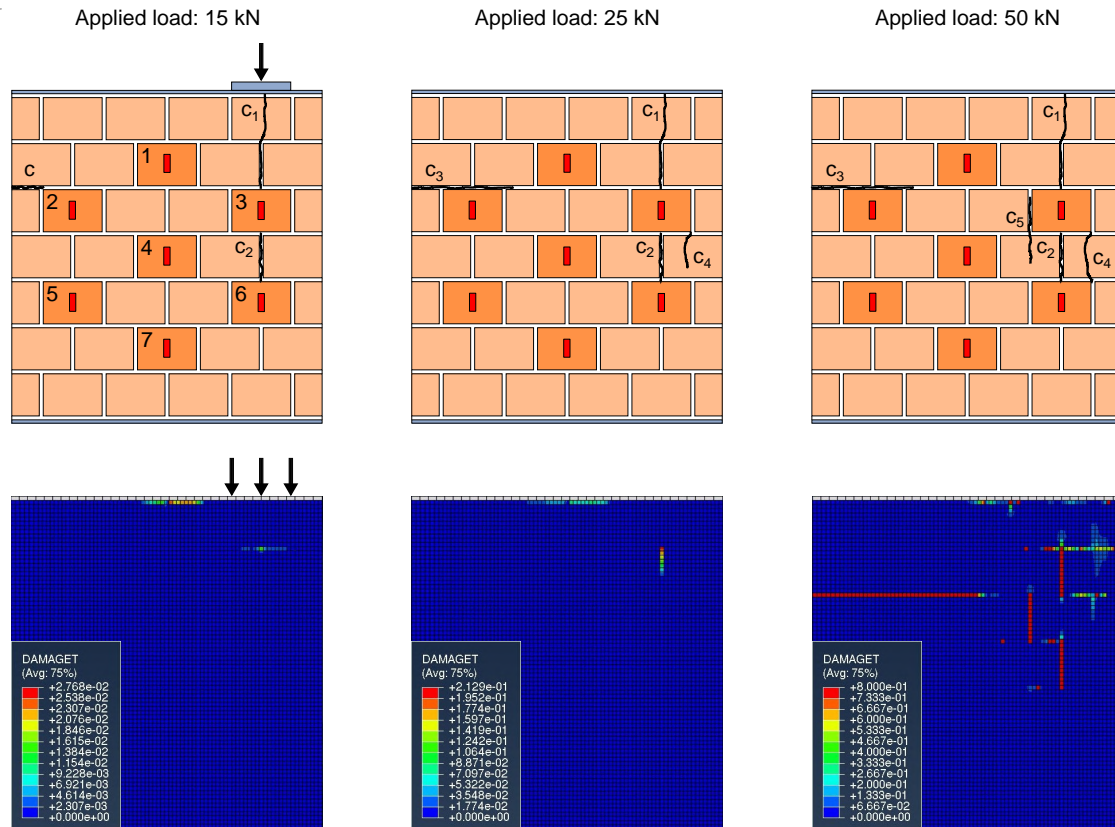 Applied load: 15 kN
Applied load: 25 kN
Applied load: 50 kN
c1
c
1
2
3
c2
4
5
6
7
c1
c3
c2
c4
c1
c3
c5
c2
c4
DAMAGET
(Avg: 75%)
+2.768e-02
+2.538e-02
+2.307e-02
+2.076e-02
+1.846e-02
+1.615e-02
+1.384e-02
+1.154e-02
+9.228e-03
+6.921e-03
+4.614e-03
+2.307e-03
+0.000e+00
DAMAGET
(Avg: 75%)
+2.129e-01
+1.952e-01
+1.774e-01
+1.597e-01
+1.419e-01
+1.242e-01
+1.064e-01
+8.871e-02
+7.097e-02
+5.322e-02
+3.548e-02
+1.774e-02
+0.000e+00
DAMAGET
(Avg: 75%)
+8.000e-01
+7.333e-01
+6.667e-01
+6.000e-01
+5.333e-01
+4.667e-01
+4.000e-01
+3.333e-01
+2.667e-01
+2.000e-01
+1.333e-01
+6.667e-02
+0.000e+00